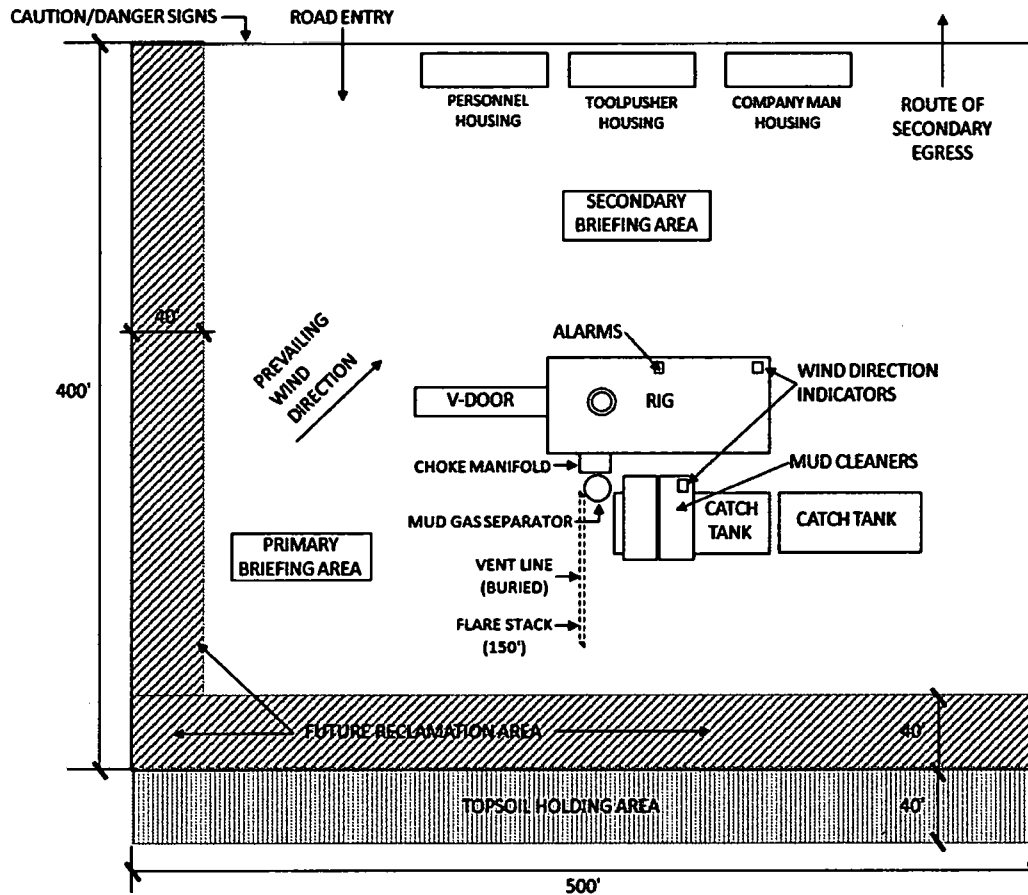 CAUTION/DANGER SIGNS
ROAD ENTRY
PERSONNEL
HOUSING
TOOLPUSHER
HOUSING
COMPANY MAN
HOUSING
ROUTE OF
SECONDARY
EGRESS
SECONDARY
BRIEFING AREA
40'
400'
PREVAILING
WIND
DIRECTION
ALARMS
WIND DIRECTION
INDICATORS
V-DOOR
RIG
CHOKE MANIFOLD
MUD CLEANERS
MUD GAS SEPARATOR
CATCH
TANK
CATCH TANK
PRIMARY
BRIEFING AREA
VENT LINE
(BURIED)
FLARE STACK
(150')
FUTURE RECLAMATION AREA
40'
TOPSOIL HOLDING AREA
40'
500'